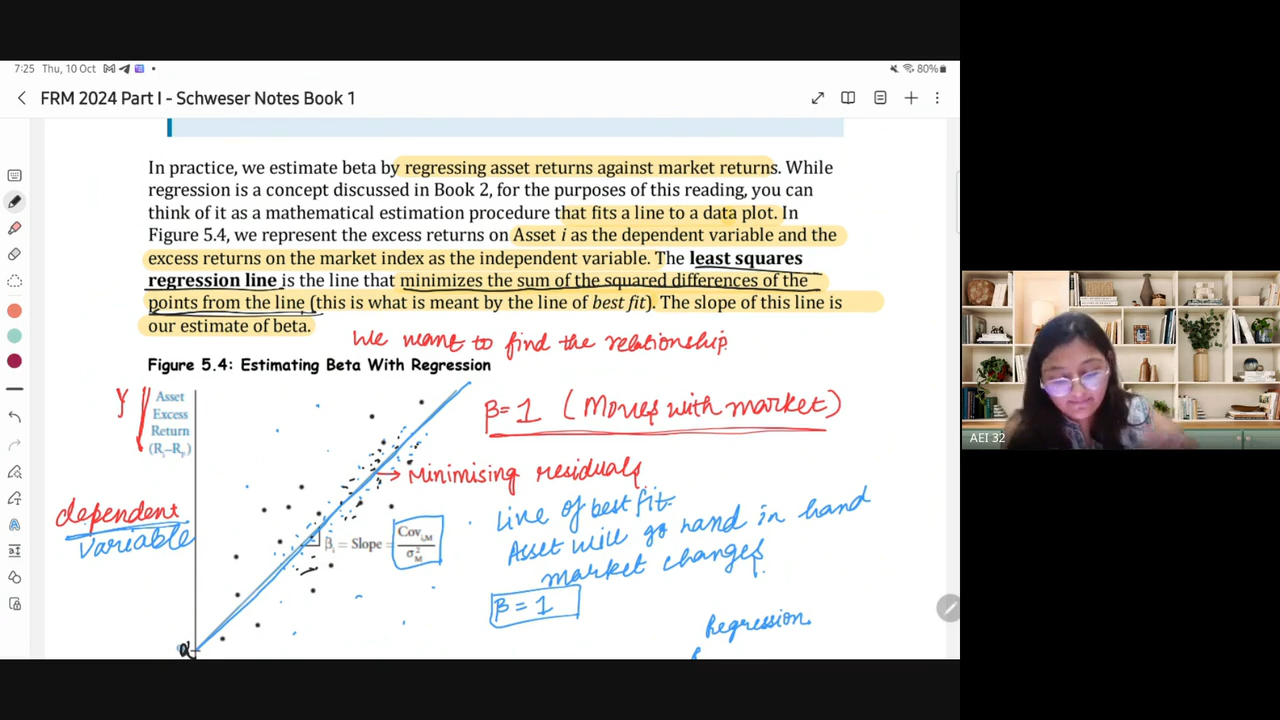 7:25 Thu, 10 Oct
80%
FRM 2024 Part I - Schweser Notes Book 1
In practice, we estimate beta by regressing asset returns against market returns. While
regression is a concept discussed in Book 2, for the purposes of this reading, you can
think of it as a mathematical estimation procedure that fits a line to a data plot. In
Figure 5.4, we represent the excess returns on Asset i as the dependent variable and the
excess returns on the market index as the independent variable. The least squares
regression line is the line that minimizes the sum of the squared differences of the
points from the line (this is what is meant by the line of best fit). The slope of this line is
our estimate of beta.
We want to find the relationship.
Figure 5.4: Estimating Beta With Regression
Y
Asset
Excess
Return
(Ri–RF)
β = 1 (Moves with market)
Minimising residuals
dependent
variable
Line of best fit.
Asset will go hand in hand
market changes.
βi = Slope = Covi,M
σ²M
β = 1
Regression.
α
AEI 32